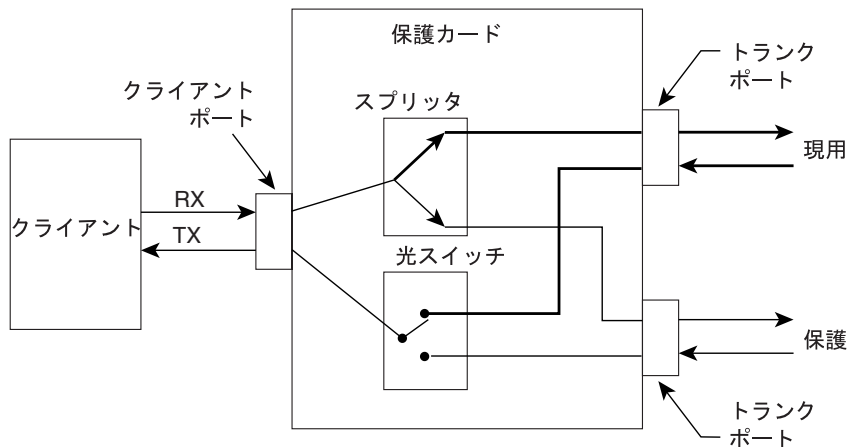 保護カード
トランク
ポート
クライアント
ポート
スプリッタ
現用
RX
クライアント
TX
光スイッチ
保護
トランク
ポート